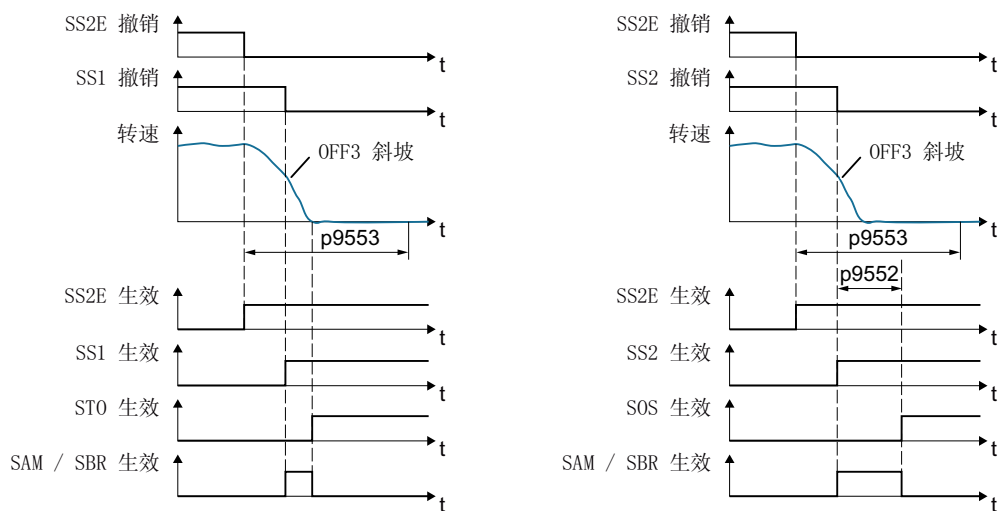 SS2E 撤销
t
SS1 撤销
t
转速
OFF3 斜坡
t
p9553
SS2E 生效
t
SS1 生效
t
STO 生效
t
SAM / SBR 生效
t
SS2E 撤销
t
SS2 撤销
t
转速
OFF3 斜坡
t
p9553
p9552
SS2E 生效
t
SS2 生效
t
SOS 生效
t
SAM / SBR 生效
t